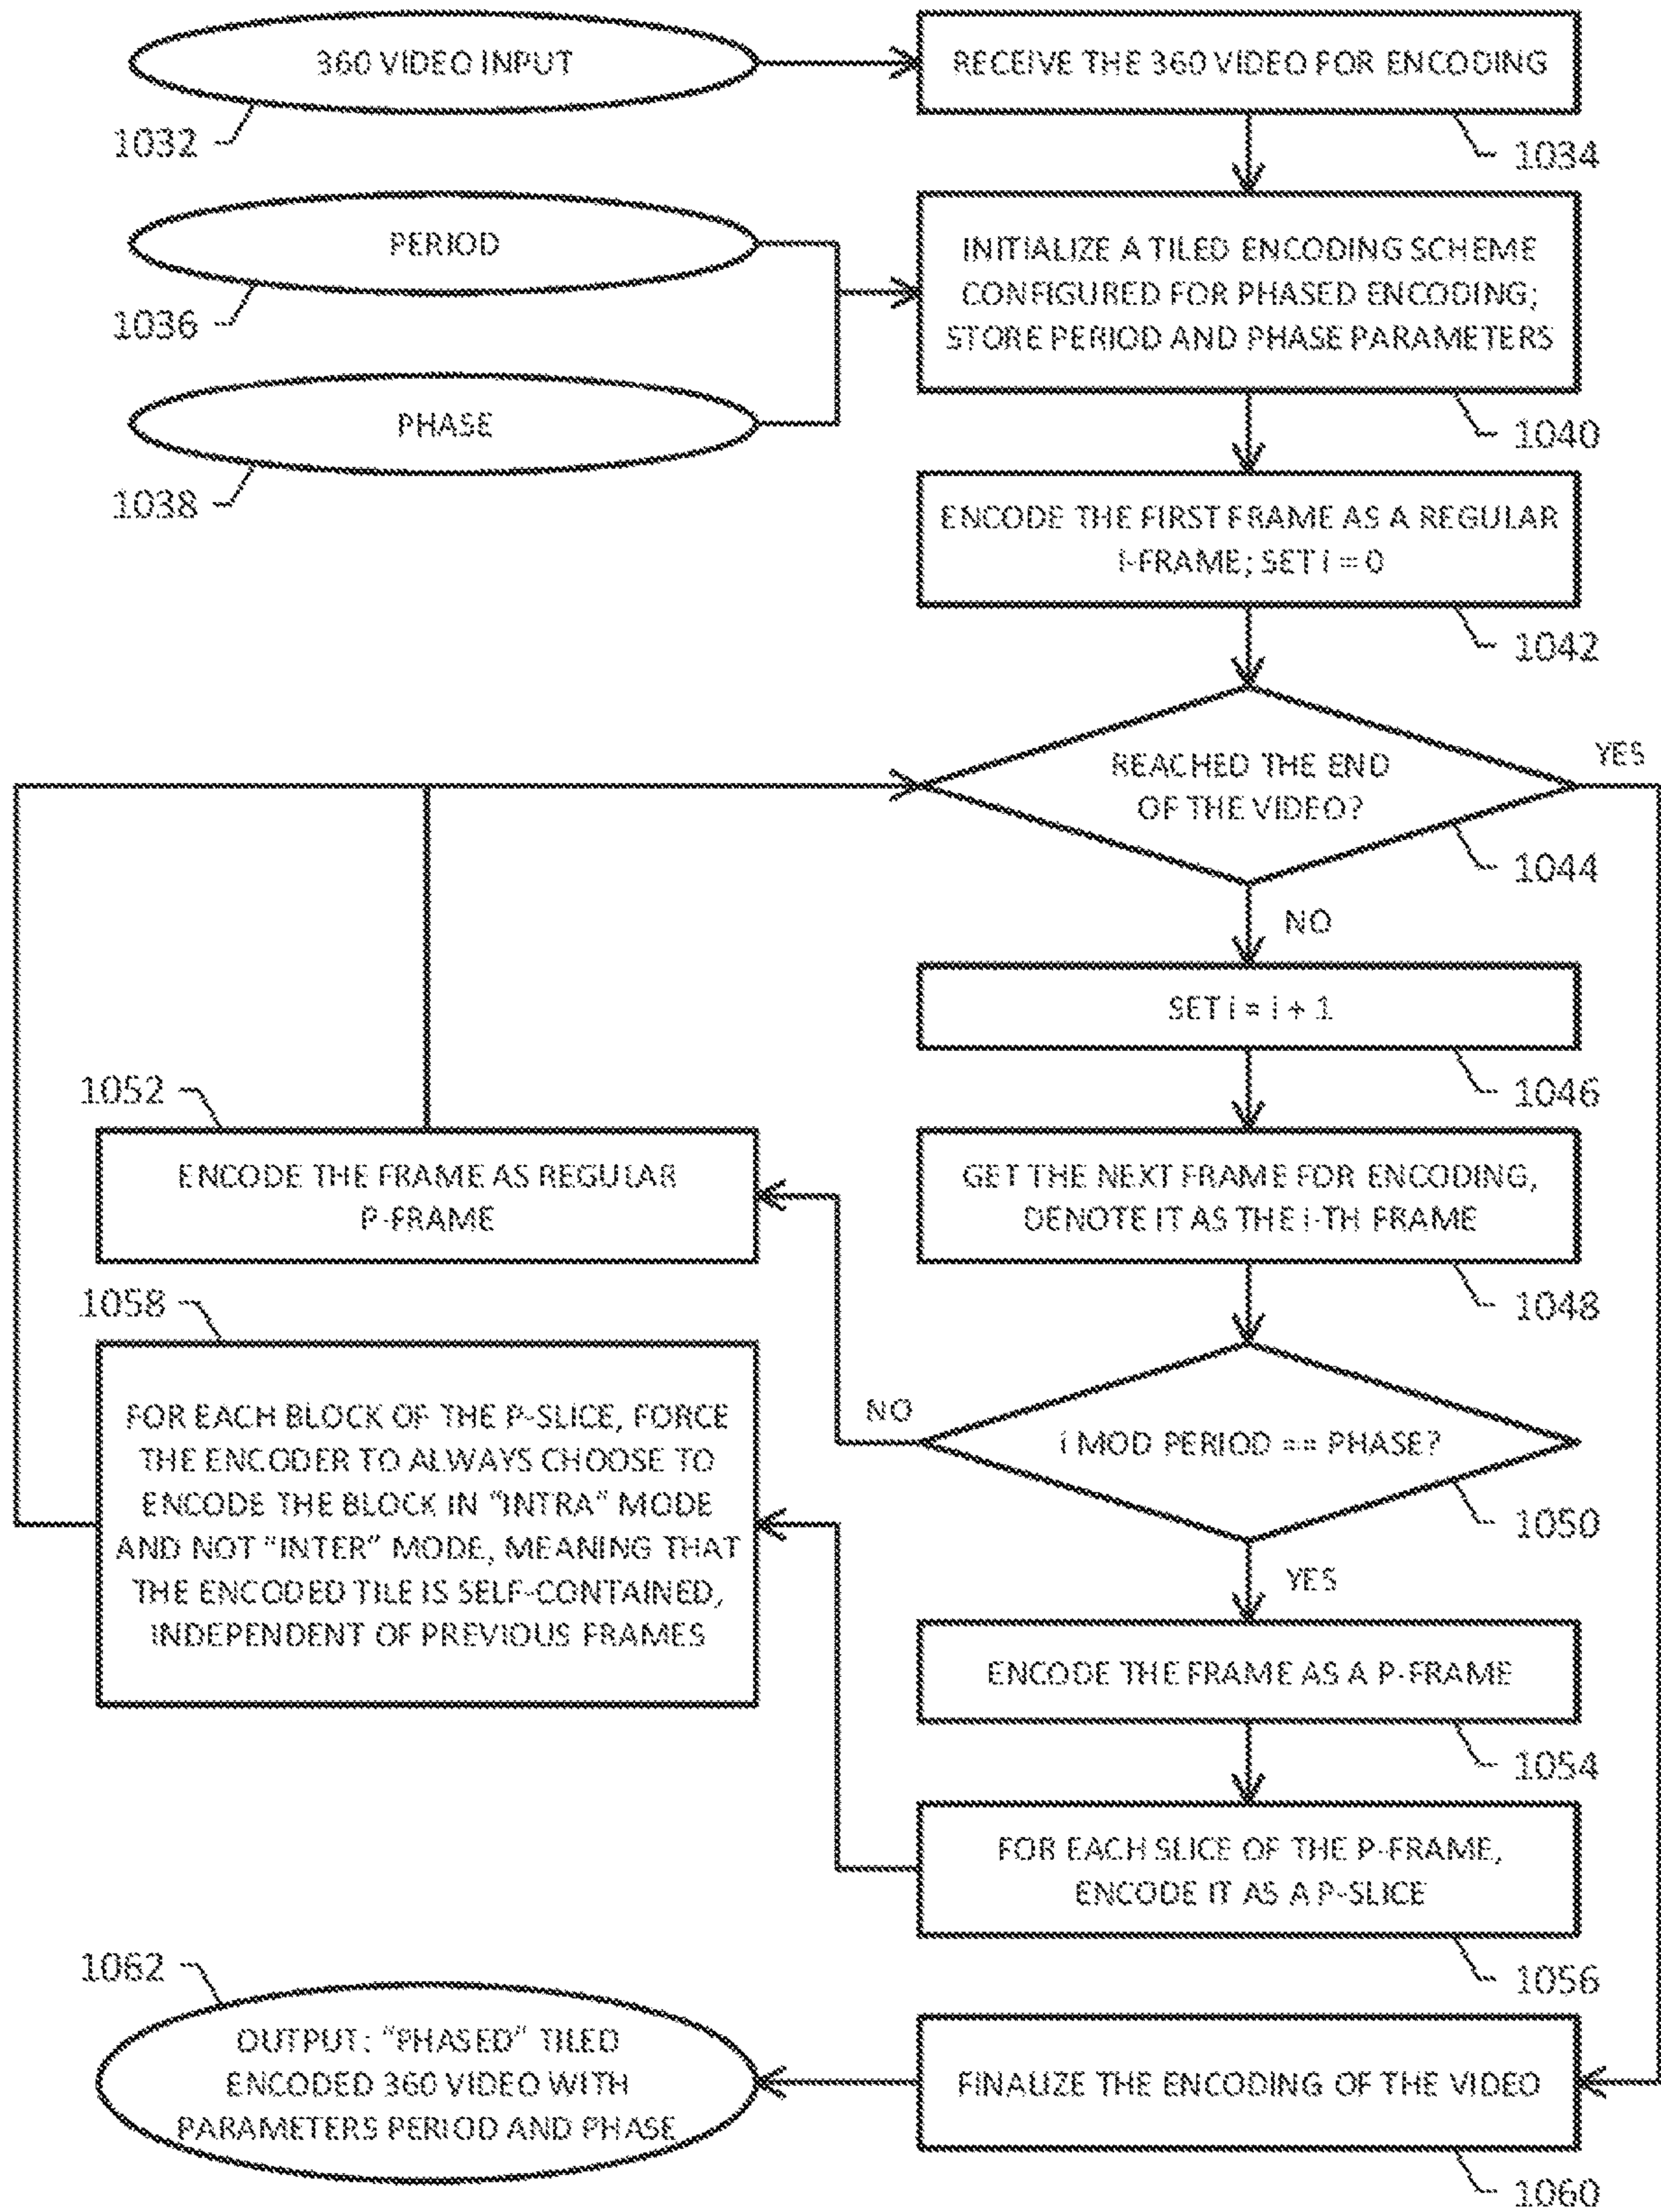 360 VIDEO INPUT
1032
RECEIVE THE 360 VIDEO FOR ENCODING
1034
PERIOD
1036
PHASE
1038
INITIALIZE A TILED ENCODING SCHEME
CONFIGURED FOR PHASED ENCODING;
STORE PERIOD AND PHASE PARAMETERS
1040
ENCODE THE FIRST FRAME AS A REGULAR
I-FRAME; SET i = 0
1042
REACHED THE END
OF THE VIDEO?
YES
1044
NO
SET i = i + 1
1046
1052
ENCODE THE FRAME AS REGULAR
P-FRAME
GET THE NEXT FRAME FOR ENCODING,
DENOTE IT AS THE i-TH FRAME
1048
1058
FOR EACH BLOCK OF THE P-SLICE, FORCE
THE ENCODER TO ALWAYS CHOOSE TO
ENCODE THE BLOCK IN “INTRA” MODE
AND NOT “INTER” MODE, MEANING THAT
THE ENCODED TILE IS SELF-CONTAINED,
INDEPENDENT OF PREVIOUS FRAMES
NO
i MOD PERIOD == PHASE?
1050
YES
ENCODE THE FRAME AS A P-FRAME
1054
FOR EACH SLICE OF THE P-FRAME,
ENCODE IT AS A P-SLICE
1056
1062
OUTPUT: “PHASED” TILED
ENCODED 360 VIDEO WITH
PARAMETERS PERIOD AND PHASE
FINALIZE THE ENCODING OF THE VIDEO
1060